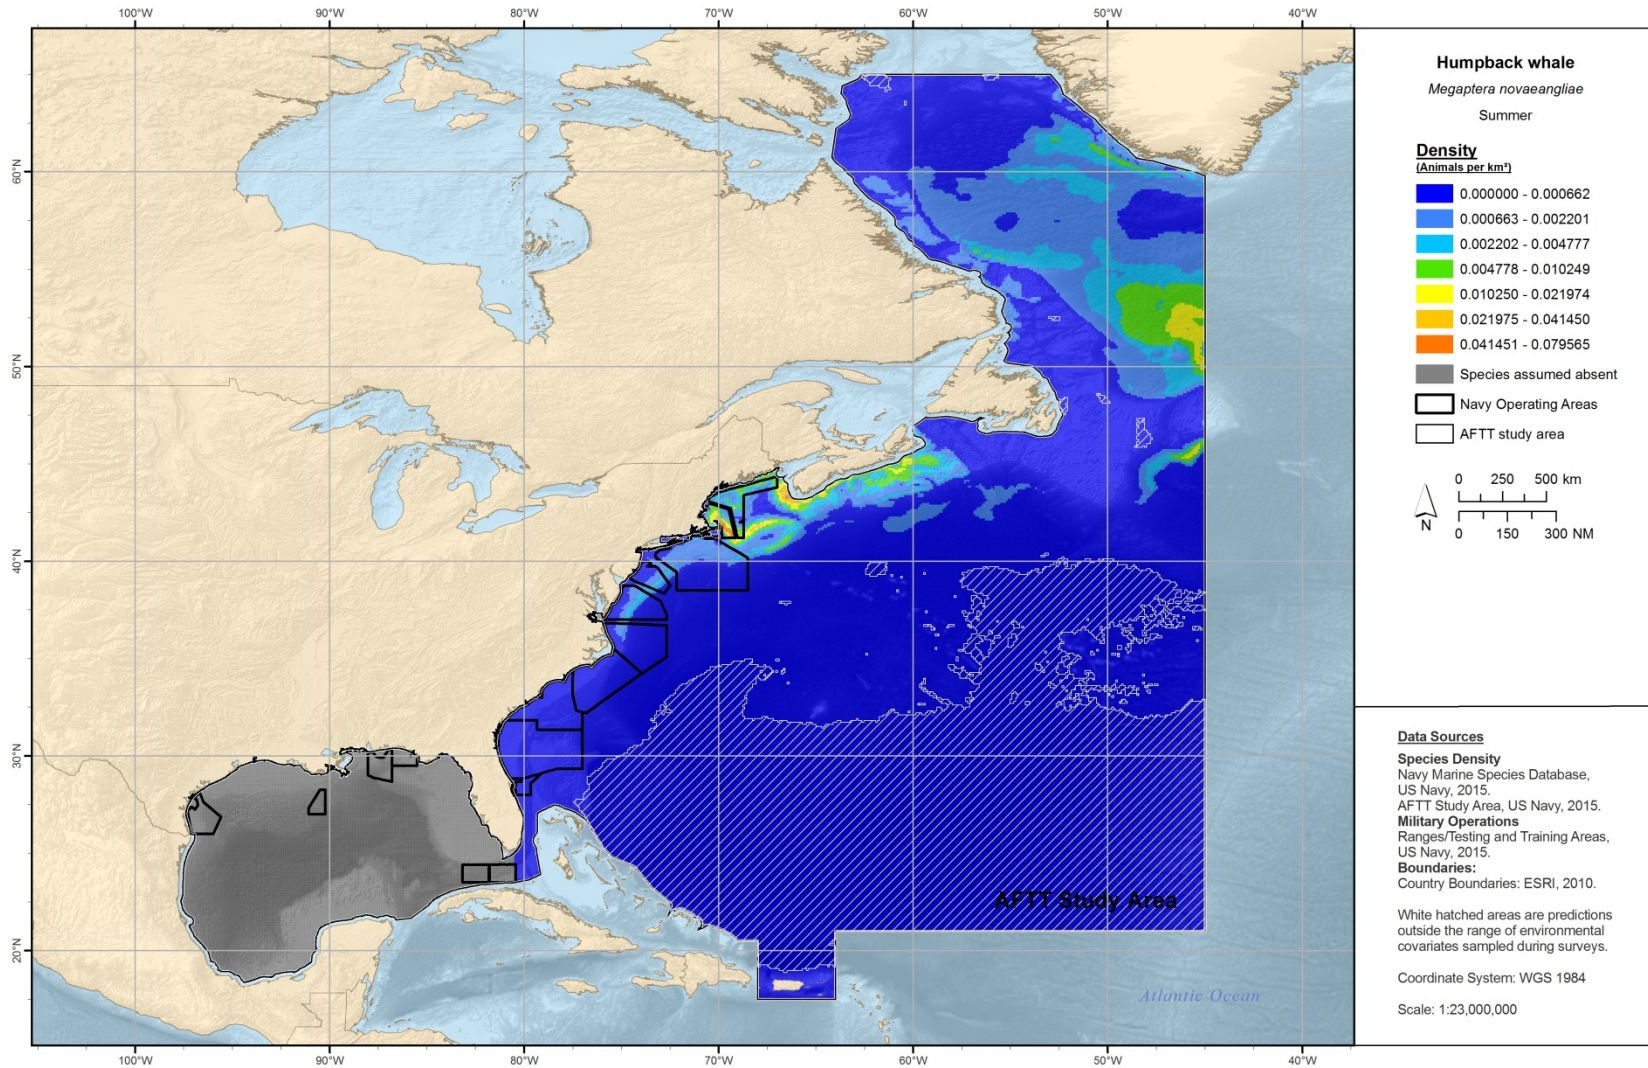 100°W 90°W 80°W 70°W 60°W 50°W 40°W
60°N
50°N
40°N
30°N
20°N
AFTT Study Area
Atlantic Ocean
100°W 90°W 80°W 70°W 60°W 50°W 40°W
Humpback whale
Megaptera novaeangliae
Summer
Density
(Animals per km²)
0.000000 - 0.000662
0.000663 - 0.002201
0.002202 - 0.004777
0.004778 - 0.010249
0.010250 - 0.021974
0.021975 - 0.041450
0.041451 - 0.079565
Species assumed absent
Navy Operating Areas
AFTT study area
N
0 250 500 km
0 150 300 NM
Data Sources
Species Density
Navy Marine Species Database,
US Navy, 2015.
AFTT Study Area, US Navy, 2015.
Military Operations
Ranges/Testing and Training Areas,
US Navy, 2015.
Boundaries:
Country Boundaries: ESRI, 2010.
White hatched areas are predictions
outside the range of environmental
covariates sampled during surveys.
Coordinate System: WGS 1984
Scale: 1:23,000,000